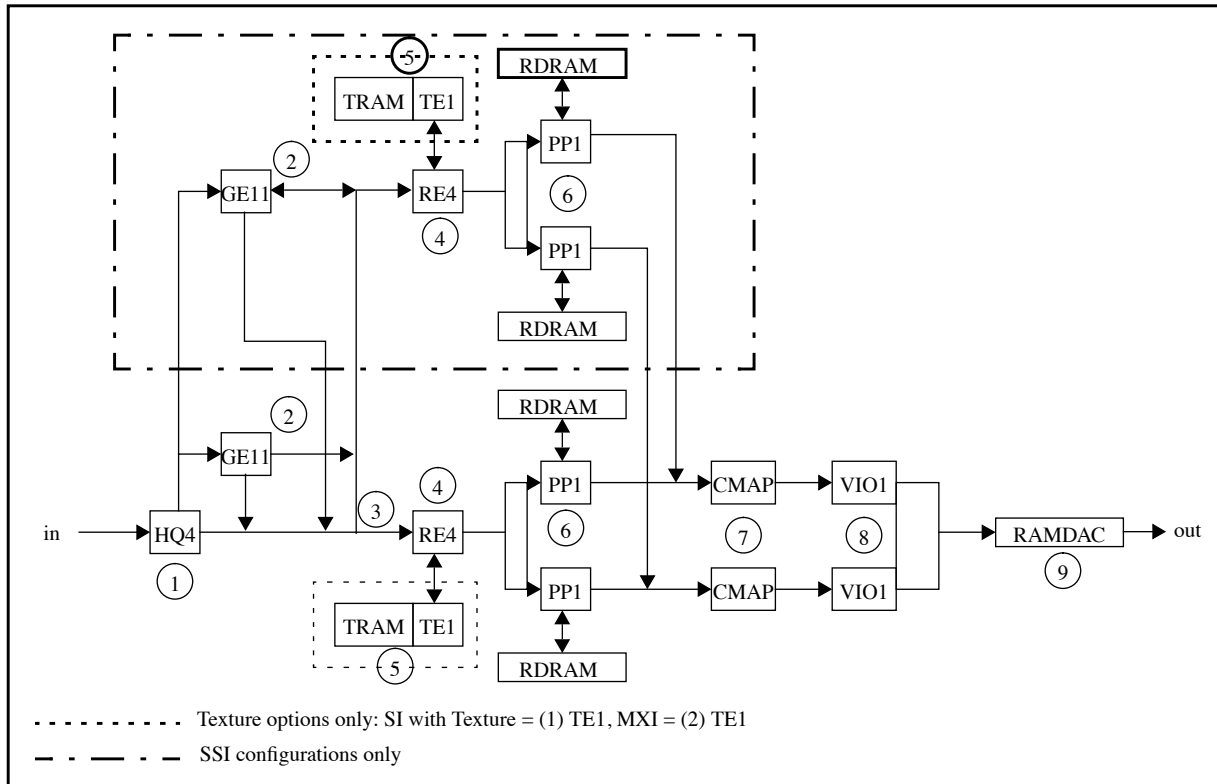 5
RDRAM
TRAM TE1
PP1
2
GE11
RE4
6
4
PP1
RDRAM
RDRAM
2
GE11
PP1
4
CMAP VIO1
3
6
in
HQ4
RE4
7
8
RAMDAC
out
1
9
PP1
CMAP VIO1
TRAM TE1
5
RDRAM
Texture options only: SI with Texture = (1) TE1, MXI = (2) TE1
SSI configurations only